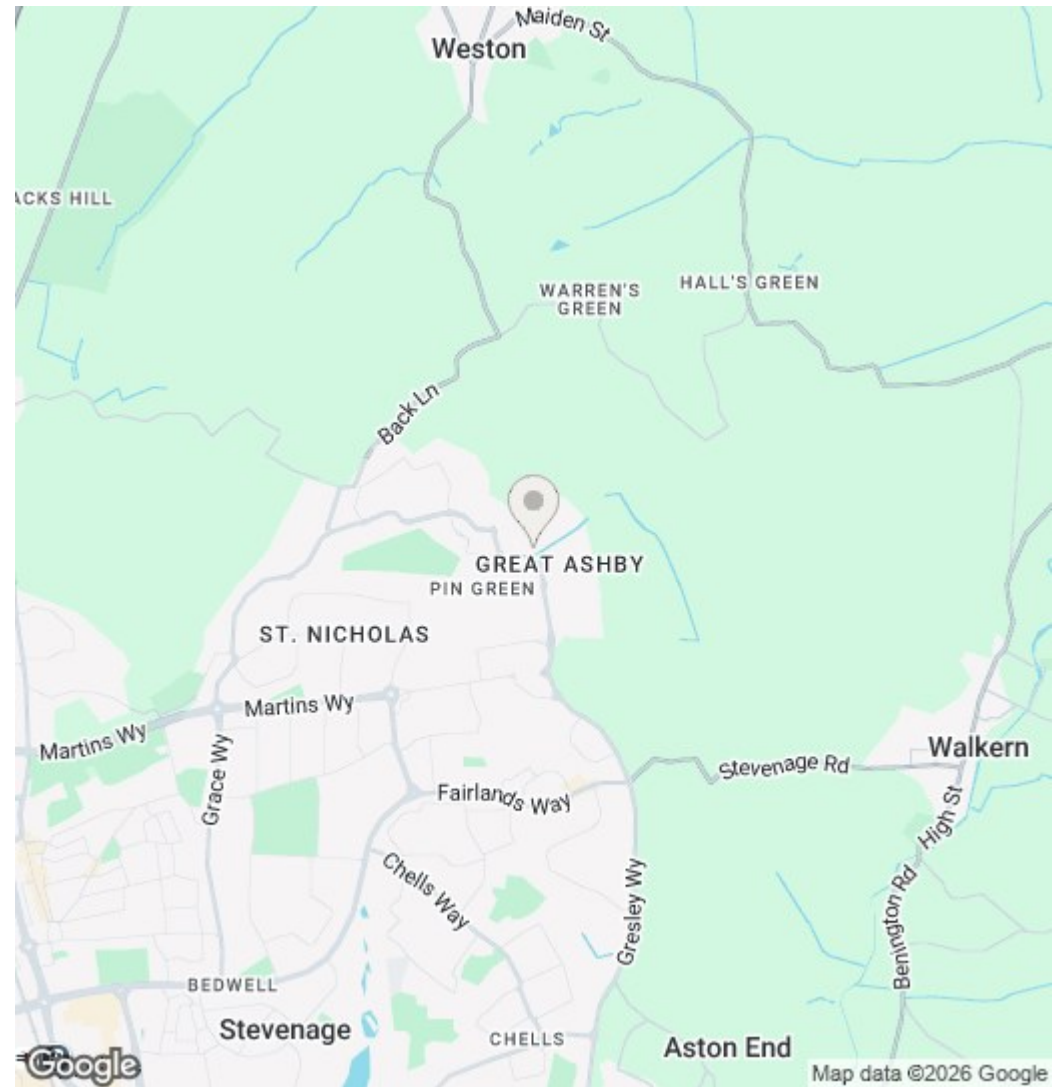 Maiden St
Weston
ACKS HILL
WARREN'S
GREEN
HALL'S GREEN
Back Ln
GREAT ASHBY
PIN GREEN
ST. NICHOLAS
Martins Wy
Martins Wy
Grace Wy
Fairlands Way
Stevenage Rd
Walkern
High St
Chells Way
Gresley Wy
Benington Rd
BEDWELL
Stevenage
CHELLS
Aston End
Google
Map data ©2026 Google